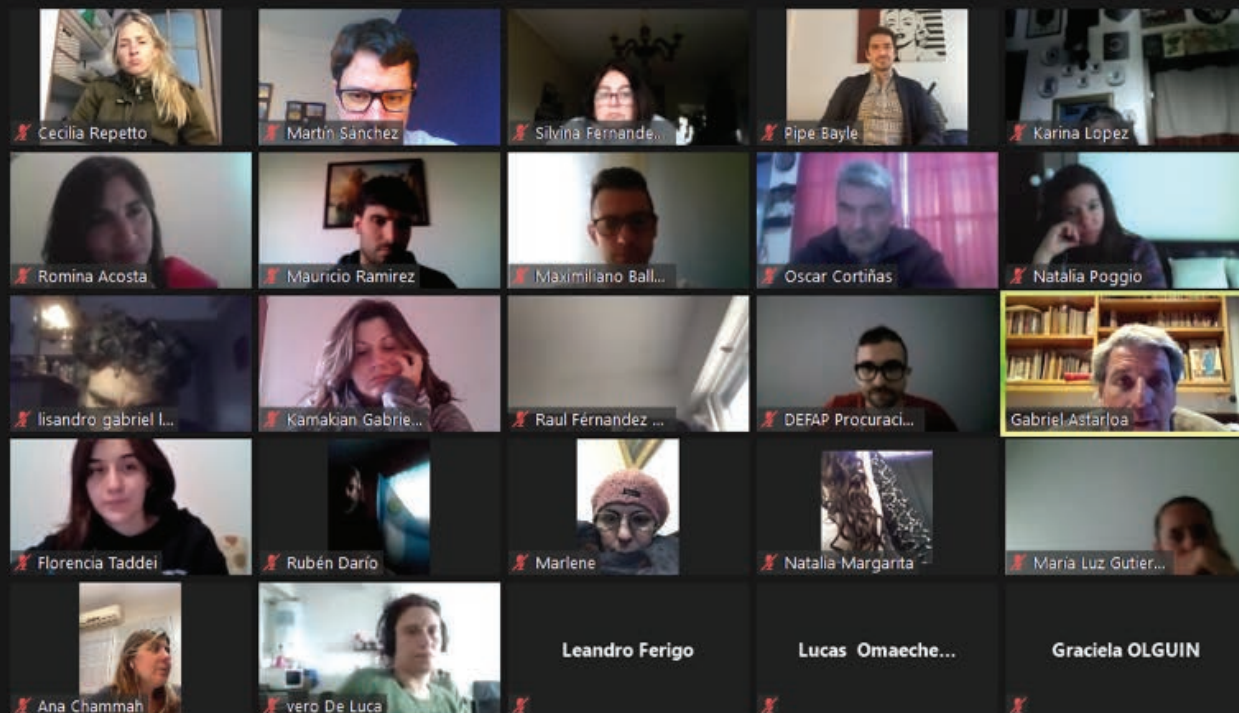 Cecilia Repetto
Martín Sánchez
Silvina Fernande...
Pipe Bayle
Karina Lopez
Romina Acosta
Mauricio Ramirez
Maximiliano Ball...
Oscar Cortiñas
Natalia Poggio
lisandro gabriel l...
Kamakian Gabrie...
Raul Férnandez ...
DEFAP Procuraci...
Gabriel Astarloa
Florencia Taddei
Rubén Darío
Marlene
Natalia Margarita
María Luz Gutier...
Ana Chammah
vero De Luca
Leandro Ferigo
Lucas Omaeche...
Graciela OLGUIN